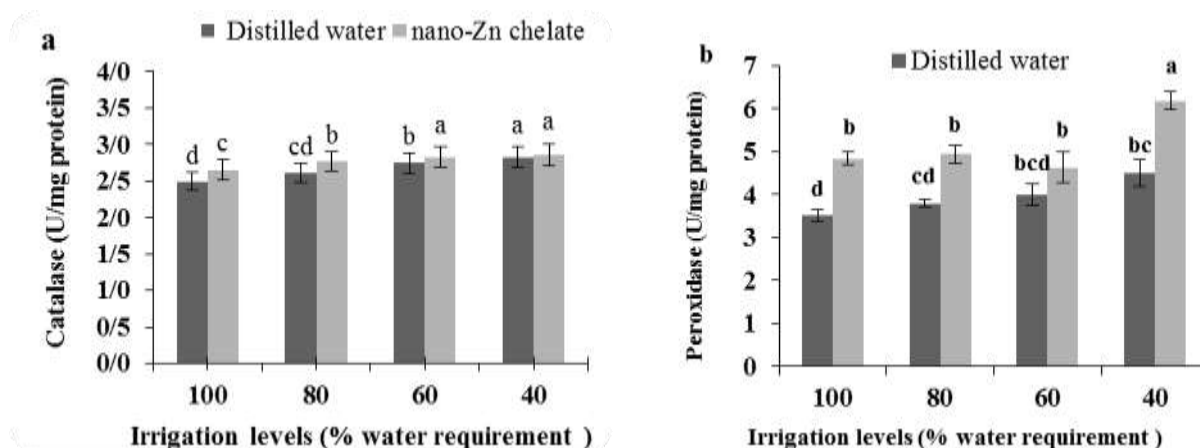 a
Distilled water nano-Zn chelate
Catalase (U/mg protein)
4/0
3/5
3/0
2/5
2/0
1/5
1/0
0/5
0/0
d c cd b b a a a
100 80 60 40
Irrigation levels (% water requirement )
b
Distilled water
Peroxidase (U/mg protein)
7
6
5
4
3
2
1
0
d b cd b bcd b bc a
100 80 60 40
Irrigation levels (% water requirement )